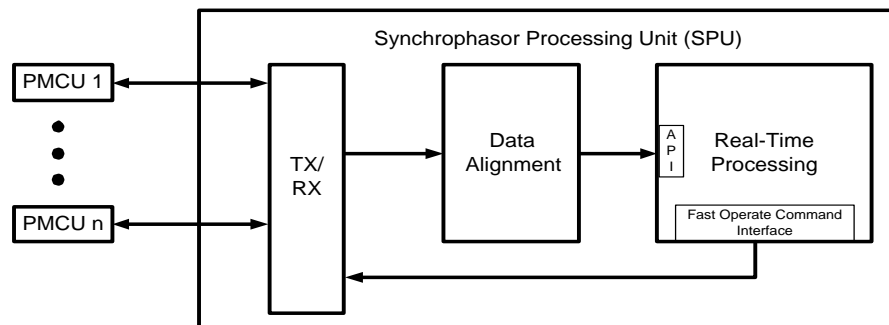 Synchrophasor Processing Unit (SPU)
PMCU 1
PMCU n
TX/
RX
Data
Alignment
A
P
I
Real-Time
Processing
Fast Operate Command
Interface